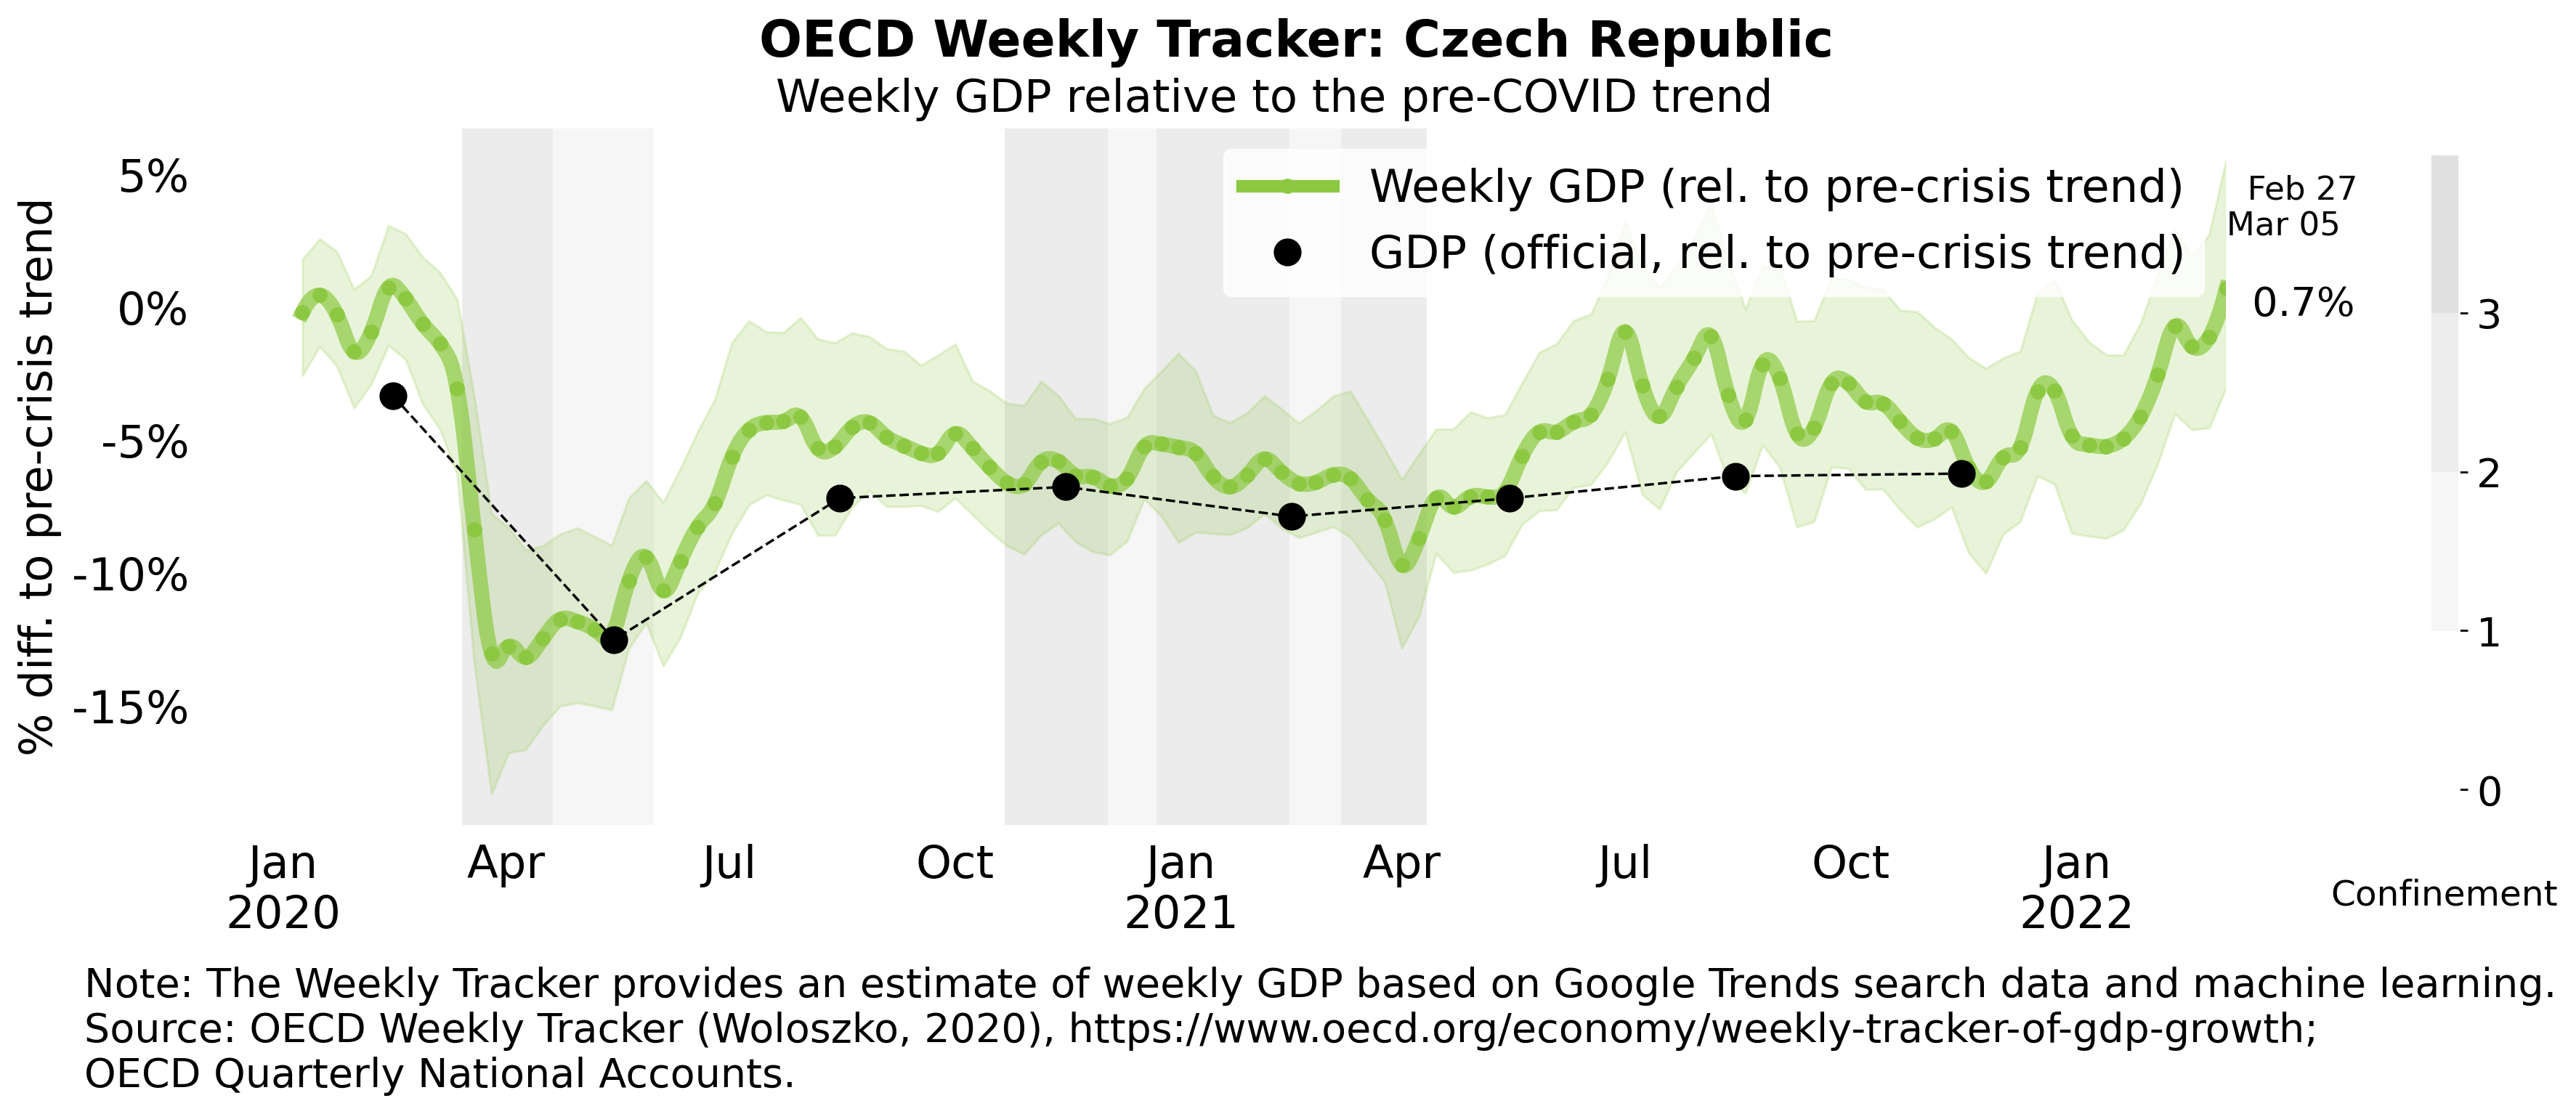 OECD Weekly Tracker: Czech Republic
Weekly GDP relative to the pre-COVID trend
% diff. to pre-crisis trend
5%
0%
-5%
-10%
-15%
Weekly GDP (rel. to pre-crisis trend)
GDP (official, rel. to pre-crisis trend)
Feb 27
Mar 05
0.7%
3
2
1
0
Jan Apr Jul Oct Jan Apr Jul Oct Jan
2020 2021 2022
Confinement
Note: The Weekly Tracker provides an estimate of weekly GDP based on Google Trends search data and machine learning.
Source: OECD Weekly Tracker (Woloszko, 2020), https://www.oecd.org/economy/weekly-tracker-of-gdp-growth;
OECD Quarterly National Accounts.